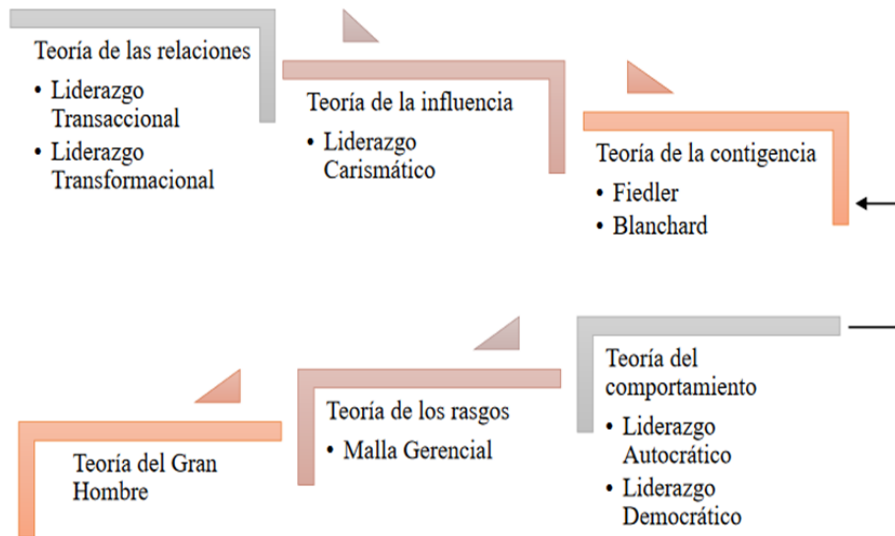 Teoría de las relaciones
• Liderazgo
Transaccional
• Liderazgo
Transformacional
Teoría de la influencia
• Liderazgo
Carismático
Teoría de la contigencia
• Fiedler
• Blanchard
Teoría del Gran
Hombre
Teoría de los rasgos
• Malla Gerencial
Teoría del
comportamiento
• Liderazgo
Autocrático
• Liderazgo
Democrático